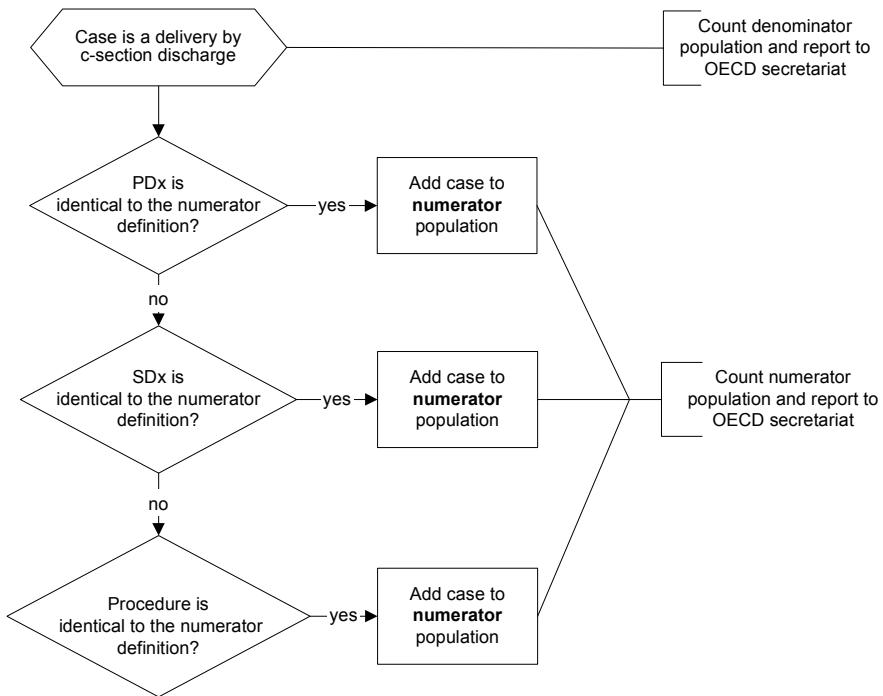 Case is a delivery by
c-section discharge
Count denominator
population and report to
OECD secretariat
PDx is
identical to the numerator
definition?
yes
Add case to
numerator
population
no
SDx is
identical to the numerator
definition?
yes
Add case to
numerator
population
Count numerator
population and report to
OECD secretariat
no
Procedure is
identical to the numerator
definition?
yes
Add case to
numerator
population